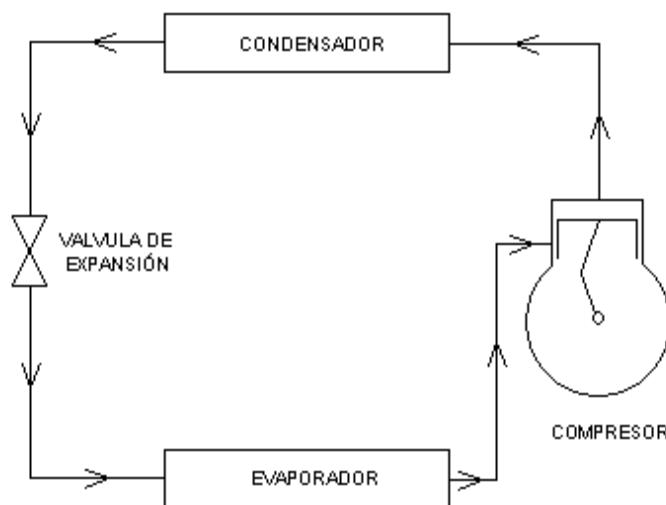 CONDENSADOR
VALVULA DE
EXPANSIÓN
COMPRESOR
EVAPORADOR